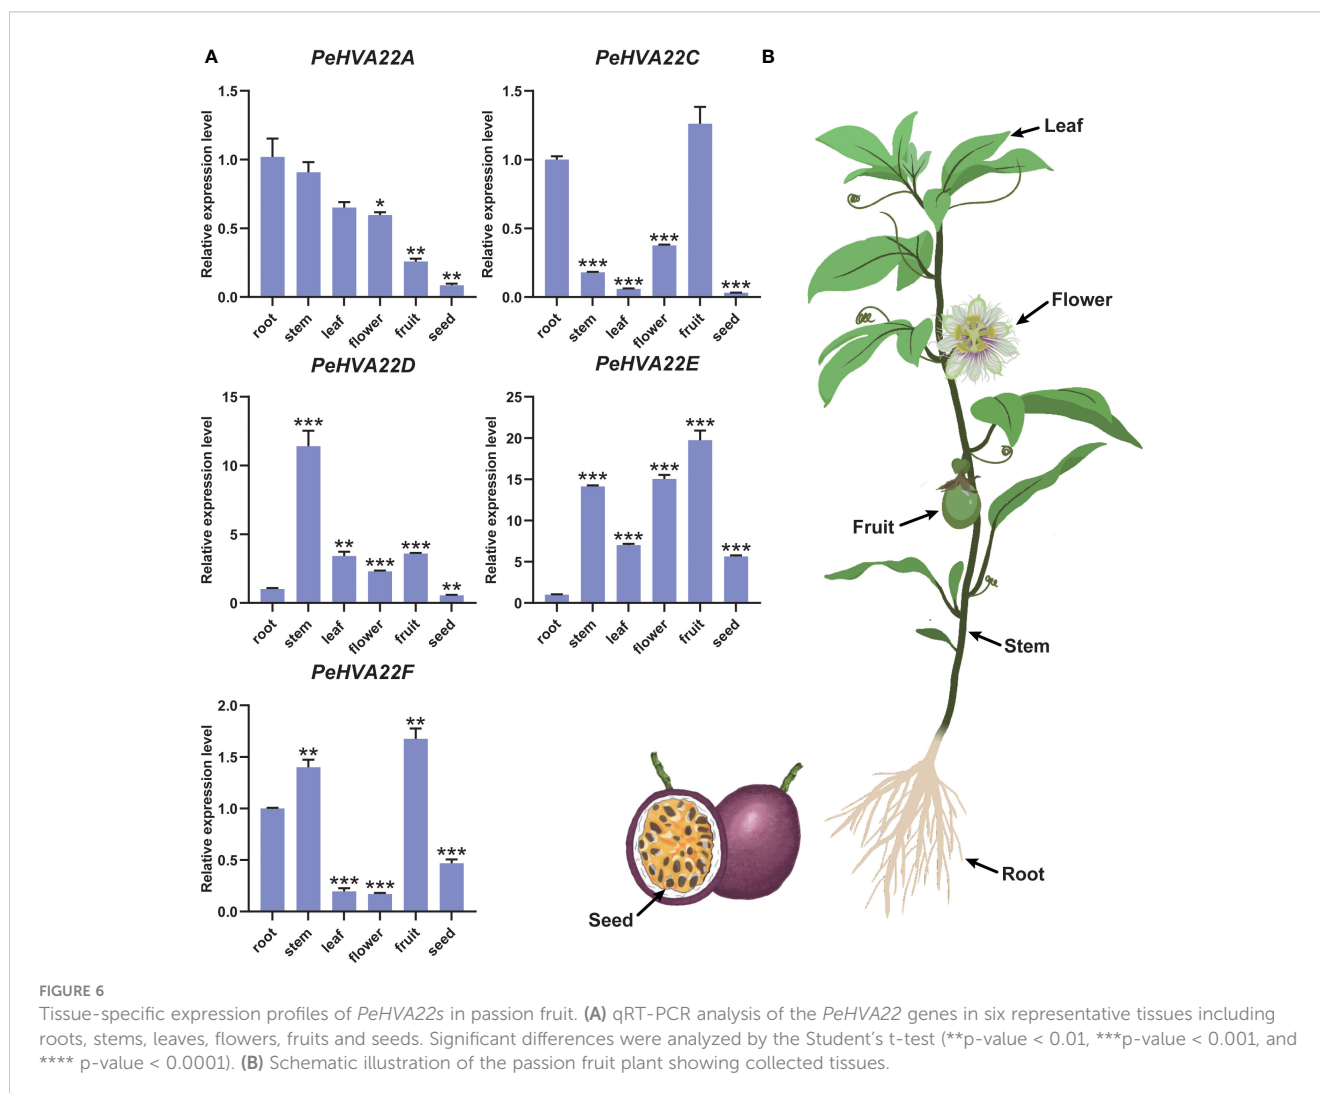 A
PeHVA22A
Relative expression level
1.5
1.0
0.5
0.0
*
**
**
root
stem
leaf
flower
fruit
seed
PeHVA22C
Relative expression level
1.5
1.0
0.5
0.0
***
***
***
***
root
stem
leaf
flower
fruit
seed
PeHVA22D
Relative expression level
15
10
5
0
***
**
***
***
**
root
stem
leaf
flower
fruit
seed
PeHVA22E
Relative expression level
25
20
15
10
5
0
***
***
***
***
***
root
stem
leaf
flower
fruit
seed
PeHVA22F
Relative expression level
2.0
1.5
1.0
0.5
0.0
**
***
***
**
***
root
stem
leaf
flower
fruit
seed
B
Leaf
Flower
Fruit
Stem
Root
Seed
FIGURE 6
Tissue-specific expression profiles of PeHVA22s in passion fruit. (A) qRT-PCR analysis of the PeHVA22 genes in six representative tissues including
roots, stems, leaves, flowers, fruits and seeds. Significant differences were analyzed by the Student's t-test (**p-value < 0.01, ***p-value < 0.001, and
**** p-value < 0.0001). (B) Schematic illustration of the passion fruit plant showing collected tissues.